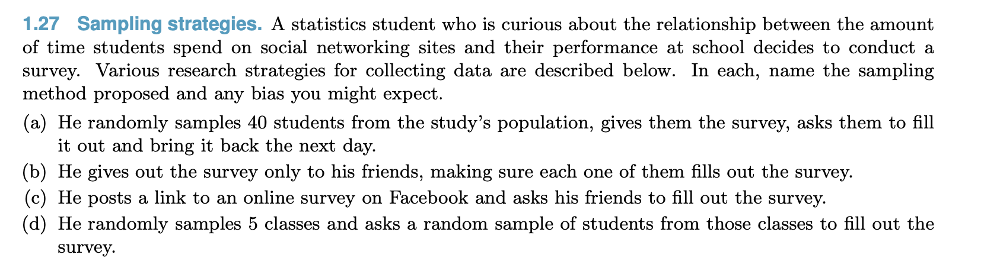 1.27 Sampling strategies. A statistics student who is curious about the relationship between the amount
of time students spend on social networking sites and their performance at school decides to conduct a
survey. Various research strategies for collecting data are described below. In each, name the sampling
method proposed and any bias you might expect.
(a) He randomly samples 40 students from the study’s population, gives them the survey, asks them to fill
it out and bring it back the next day.
(b) He gives out the survey only to his friends, making sure each one of them fills out the survey.
(c) He posts a link to an online survey on Facebook and asks his friends to fill out the survey.
(d) He randomly samples 5 classes and asks a random sample of students from those classes to fill out the
survey.